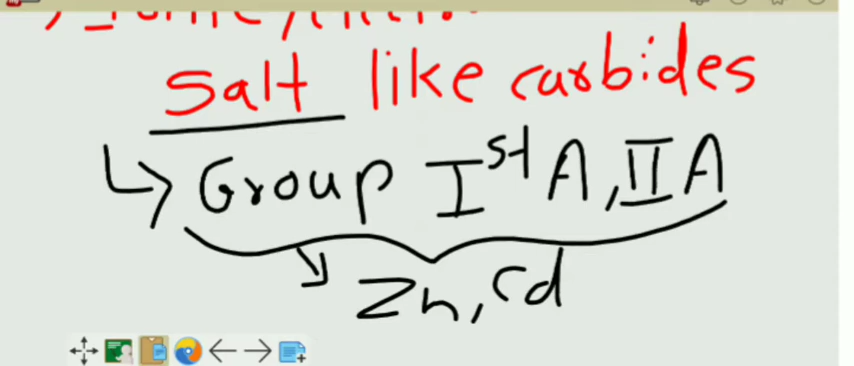 salt like carbides
↳ Group Iˢᵗ A, II A
Zn, Cd